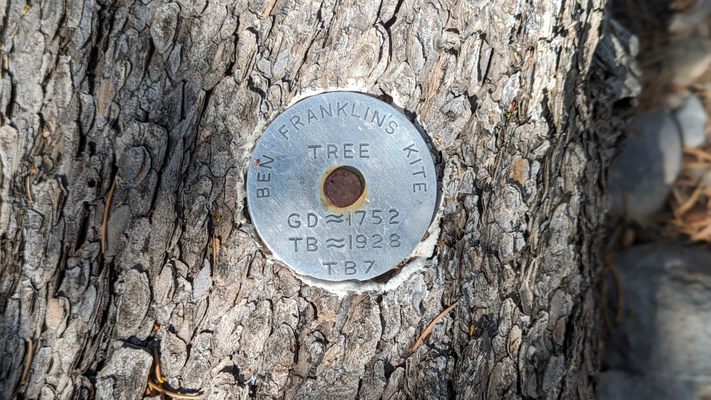 BEN FRANKLIN'S KITE
TREE
GD≈1752
TB≈1928
TB7